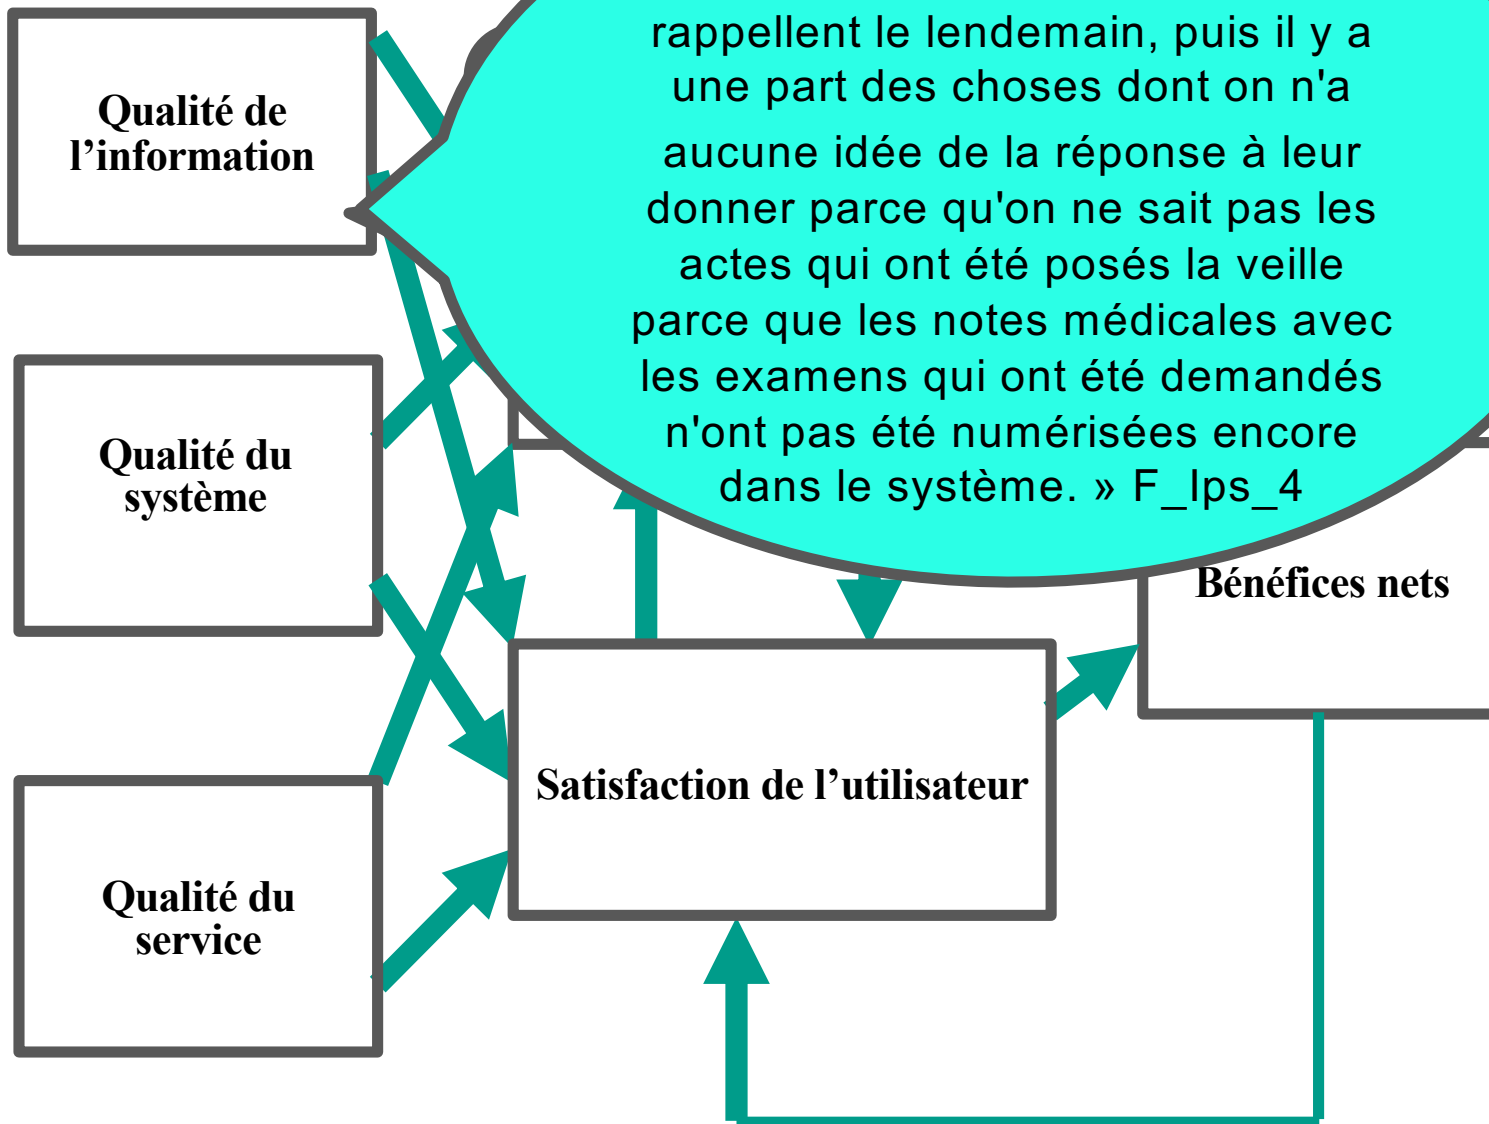 Qualité de
l’information
rappellent le lendemain, puis il y a
une part des choses dont on n'a
aucune idée de la réponse à leur
donner parce qu'on ne sait pas les
actes qui ont été posés la veille
parce que les notes médicales avec
les examens qui ont été demandés
n'ont pas été numérisées encore
dans le système. » F_Ips_4
Qualité du
système
Bénéfices nets
Satisfaction de l’utilisateur
Qualité du
service